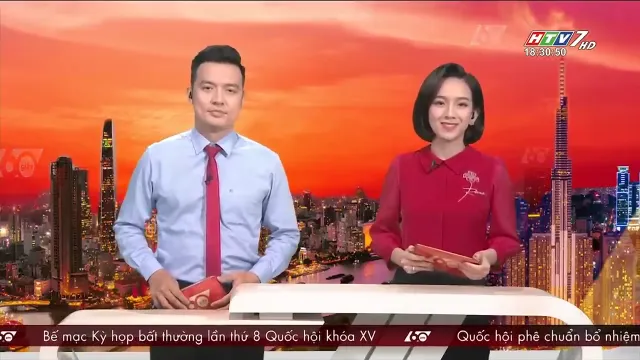 HTV7 HD
18:30:50
Bế mạc Kỳ họp bất thường lần thứ 8 Quốc hội khóa XV 60 Quốc hội phê chuẩn bổ nhiệm